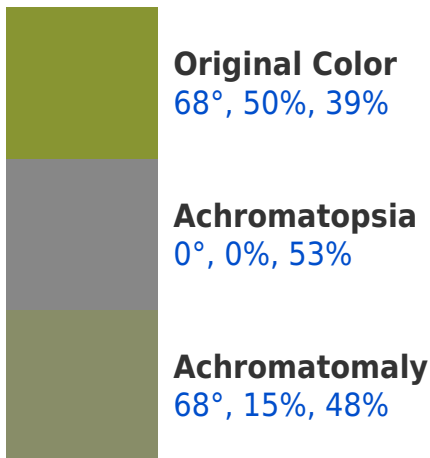 Original Color
68°, 50%, 39%
Achromatopsia
0°, 0%, 53%
Achromatomaly
68°, 15%, 48%